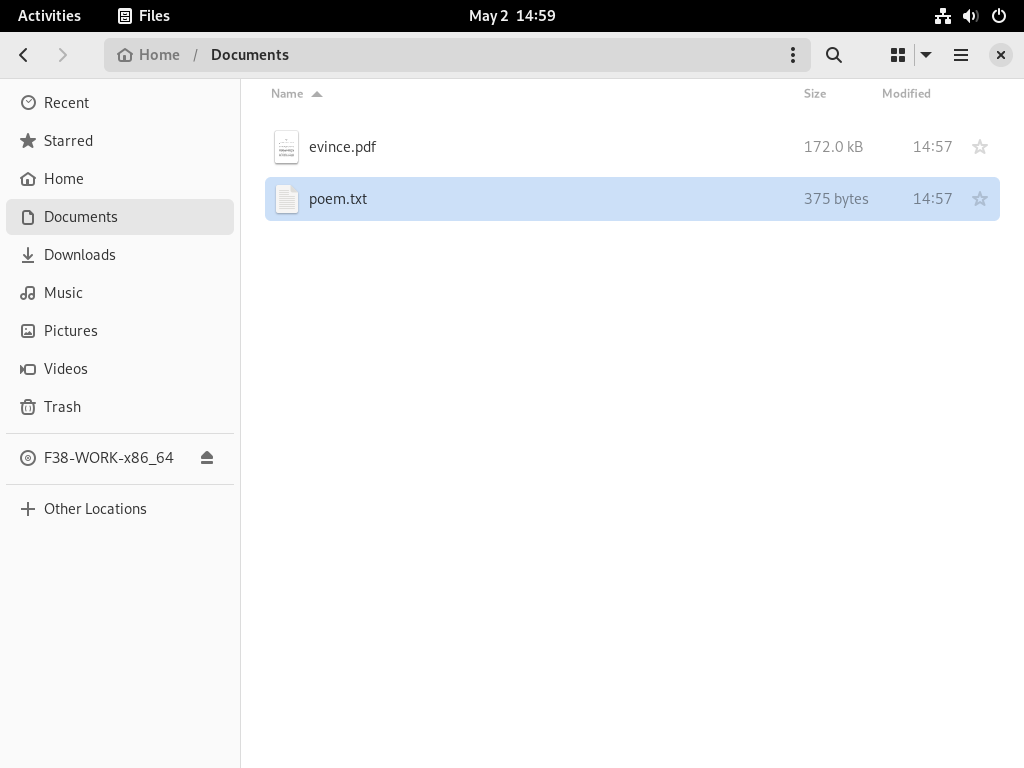 Activities Files May 2 14:59
Home / Documents
Name Size Modified
Recent
Starred
Home
Documents
Downloads
Music
Pictures
Videos
Trash
F38-WORK-x86_64
Other Locations
evince.pdf 172.0 kB 14:57
poem.txt 375 bytes 14:57